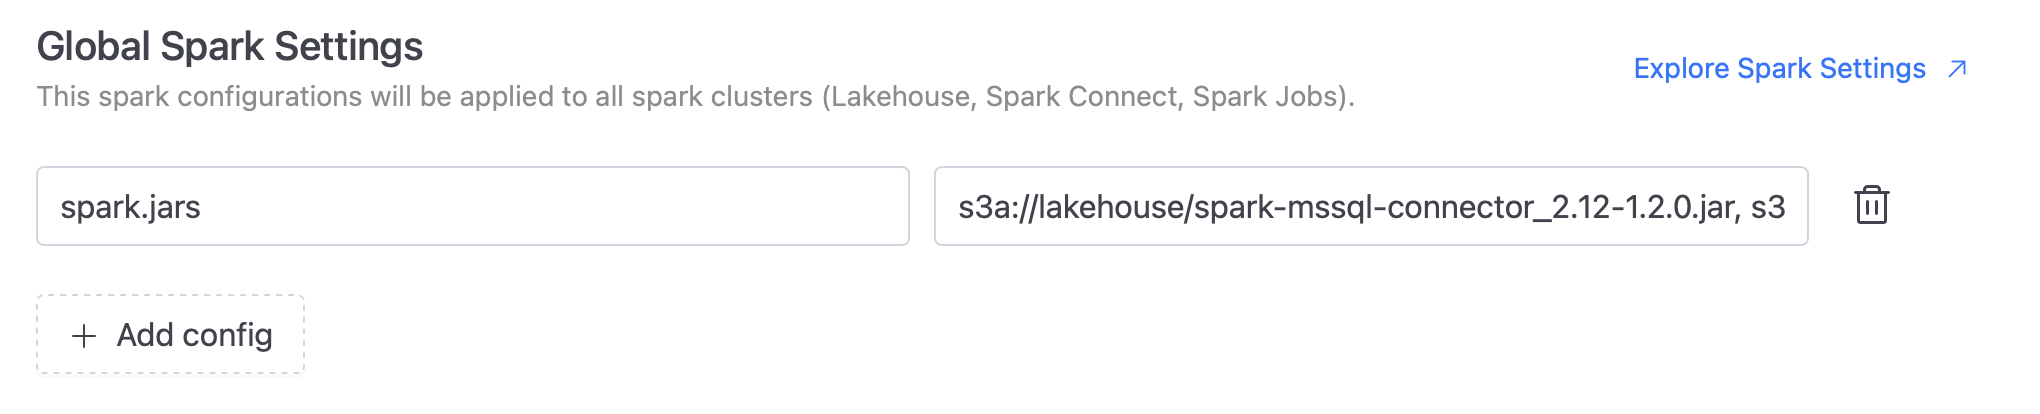 Global Spark Settings
Explore Spark Settings
This spark configurations will be applied to all spark clusters (Lakehouse, Spark Connect, Spark Jobs).
spark.jars
s3a://lakehouse/spark-mssql-connector_2.12-1.2.0.jar, s3
Add config